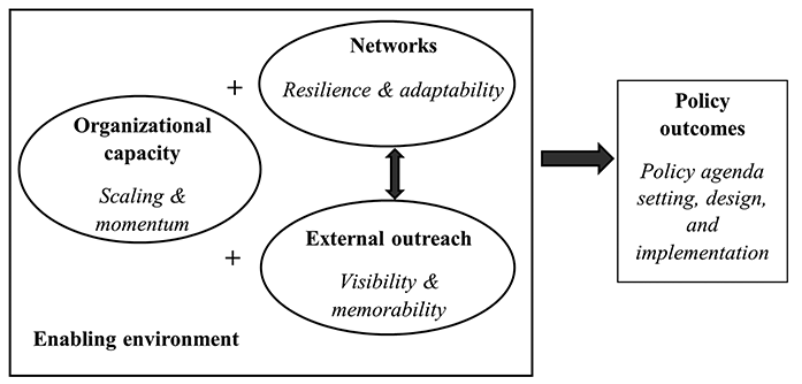 Networks
Resilience & adaptability
+
Organizational
capacity
Scaling &
momentum
+
External outreach
Visibility &
memorability
Enabling environment
Policy
outcomes
Policy agenda
setting, design,
and
implementation